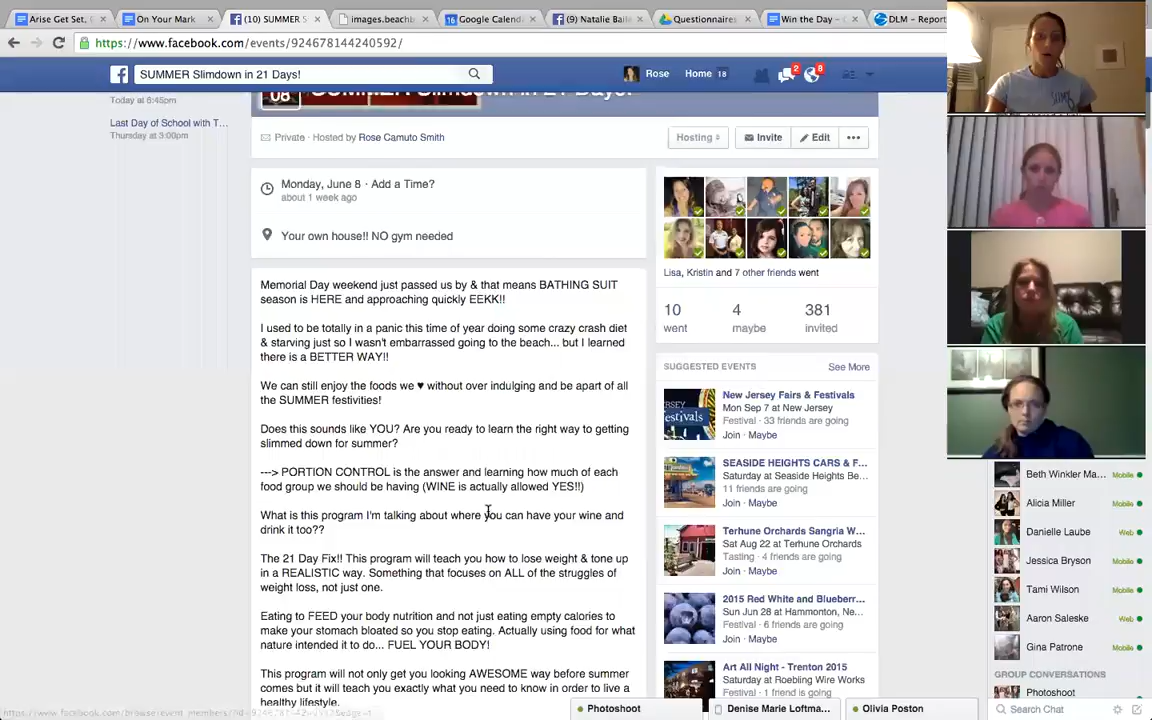 Arise Get Set,
On Your Mark
(10) SUMMER S
images.beachb
Google Calend
(9) Natalie Baile
Questionnaires
Win the Day - C
DLM - Report
https://www.facebook.com/events/924678144240592/
SUMMER Slimdown in 21 Days!
Rose
Home 18
2
8
Today at 8:45pm
Last Day of School with T...
Thursday at 3:00pm
08
SUMMER Slimdown in 21 Days!
Private · Hosted by Rose Camuto Smith
Hosting
Invite
Edit
Monday, June 8 · Add a Time?
about 1 week ago
Your own house!! NO gym needed
Memorial Day weekend just passed us by & that means BATHING SUIT
season is HERE and approaching quickly EEKK!!
I used to be totally in a panic this time of year doing some crazy crash diet
& starving just so I wasn't embarrassed going to the beach... but I learned
there is a BETTER WAY!!
We can still enjoy the foods we ♥ without over indulging and be apart of all
the SUMMER festivities!
Does this sounds like YOU? Are you ready to learn the right way to getting
slimmed down for summer?
---> PORTION CONTROL is the answer and learning how much of each
food group we should be having (WINE is actually allowed YES!!)
What is this program I'm talking about where you can have your wine and
drink it too??
The 21 Day Fix!! This program will teach you how to lose weight & tone up
in a REALISTIC way. Something that focuses on ALL of the struggles of
weight loss, not just one.
Eating to FEED your body nutrition and not just eating empty calories to
make your stomach bloated so you stop eating. Actually using food for what
nature intended it to do... FUEL YOUR BODY!
This program will not only get you looking AWESOME way before summer
comes but it will teach you exactly what you need to know in order to live a
healthy lifestyle.
Lisa, Kristin and 7 other friends went
10
went
4
maybe
381
invited
SUGGESTED EVENTS
See More
New Jersey Fairs & Festivals
Mon Sep 7 at New Jersey
Festival · 33 friends are going
Join · Maybe
SEASIDE HEIGHTS CARS & F...
Saturday at Seaside Heights Be...
11 friends are going
Join · Maybe
Terhune Orchards Sangria W...
Sat Aug 22 at Terhune Orchards
Tasting · 4 friends are going
Join · Maybe
2015 Red White and Blueberr...
Sun Jun 28 at Hammonton, Ne...
Festival · 6 friends are going
Join · Maybe
Art All Night - Trenton 2015
Saturday at Roebling Wire Works
Festival · 1 friend is going
Beth Winkler Ma... Mobile
Alicia Miller Mobile
Danielle Laube Web
Jessica Bryson Mobile
Tami Wilson Mobile
Aaron Saleske Web
Gina Patrone Mobile
GROUP CONVERSATIONS
Photoshoot
Search Chat
Photoshoot
Denise Marie Loftma...
Olivia Poston